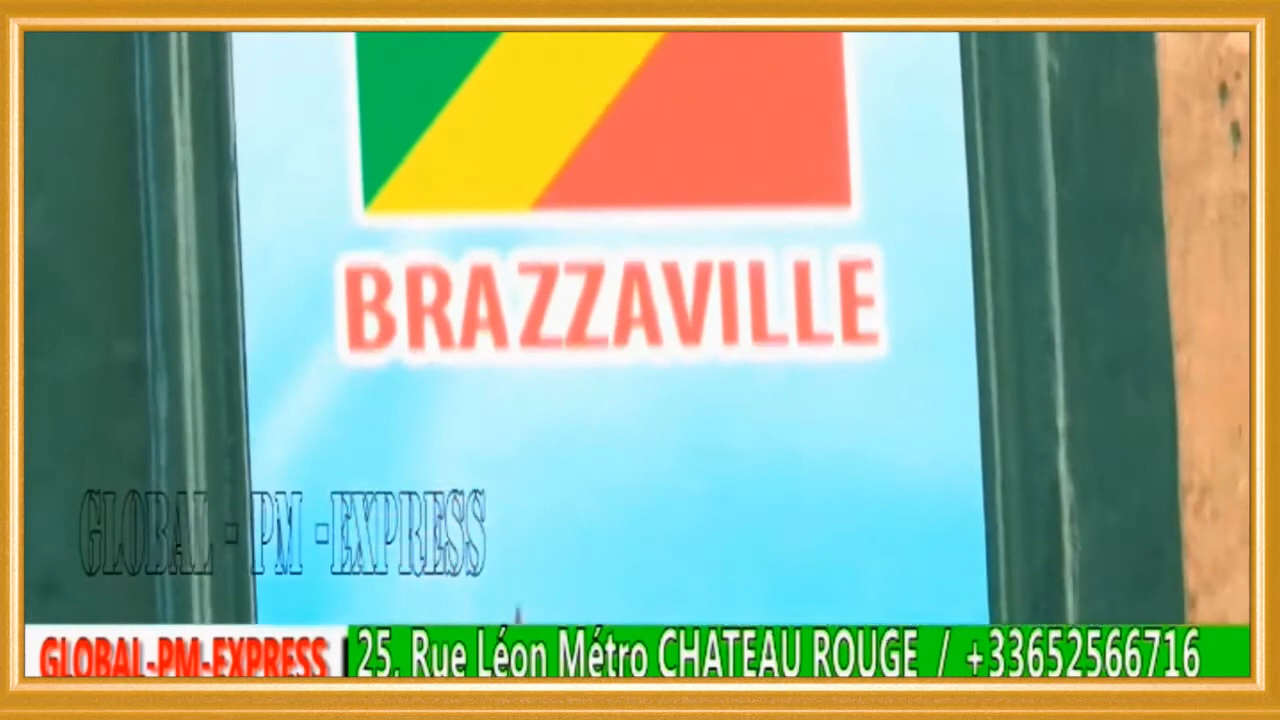 BRAZZAVILLE
GLOBAL - PM -EXPRESS
GLOBAL-PM-EXPRESS
25, Rue Léon Métro CHATEAU ROUGE / +33652566716